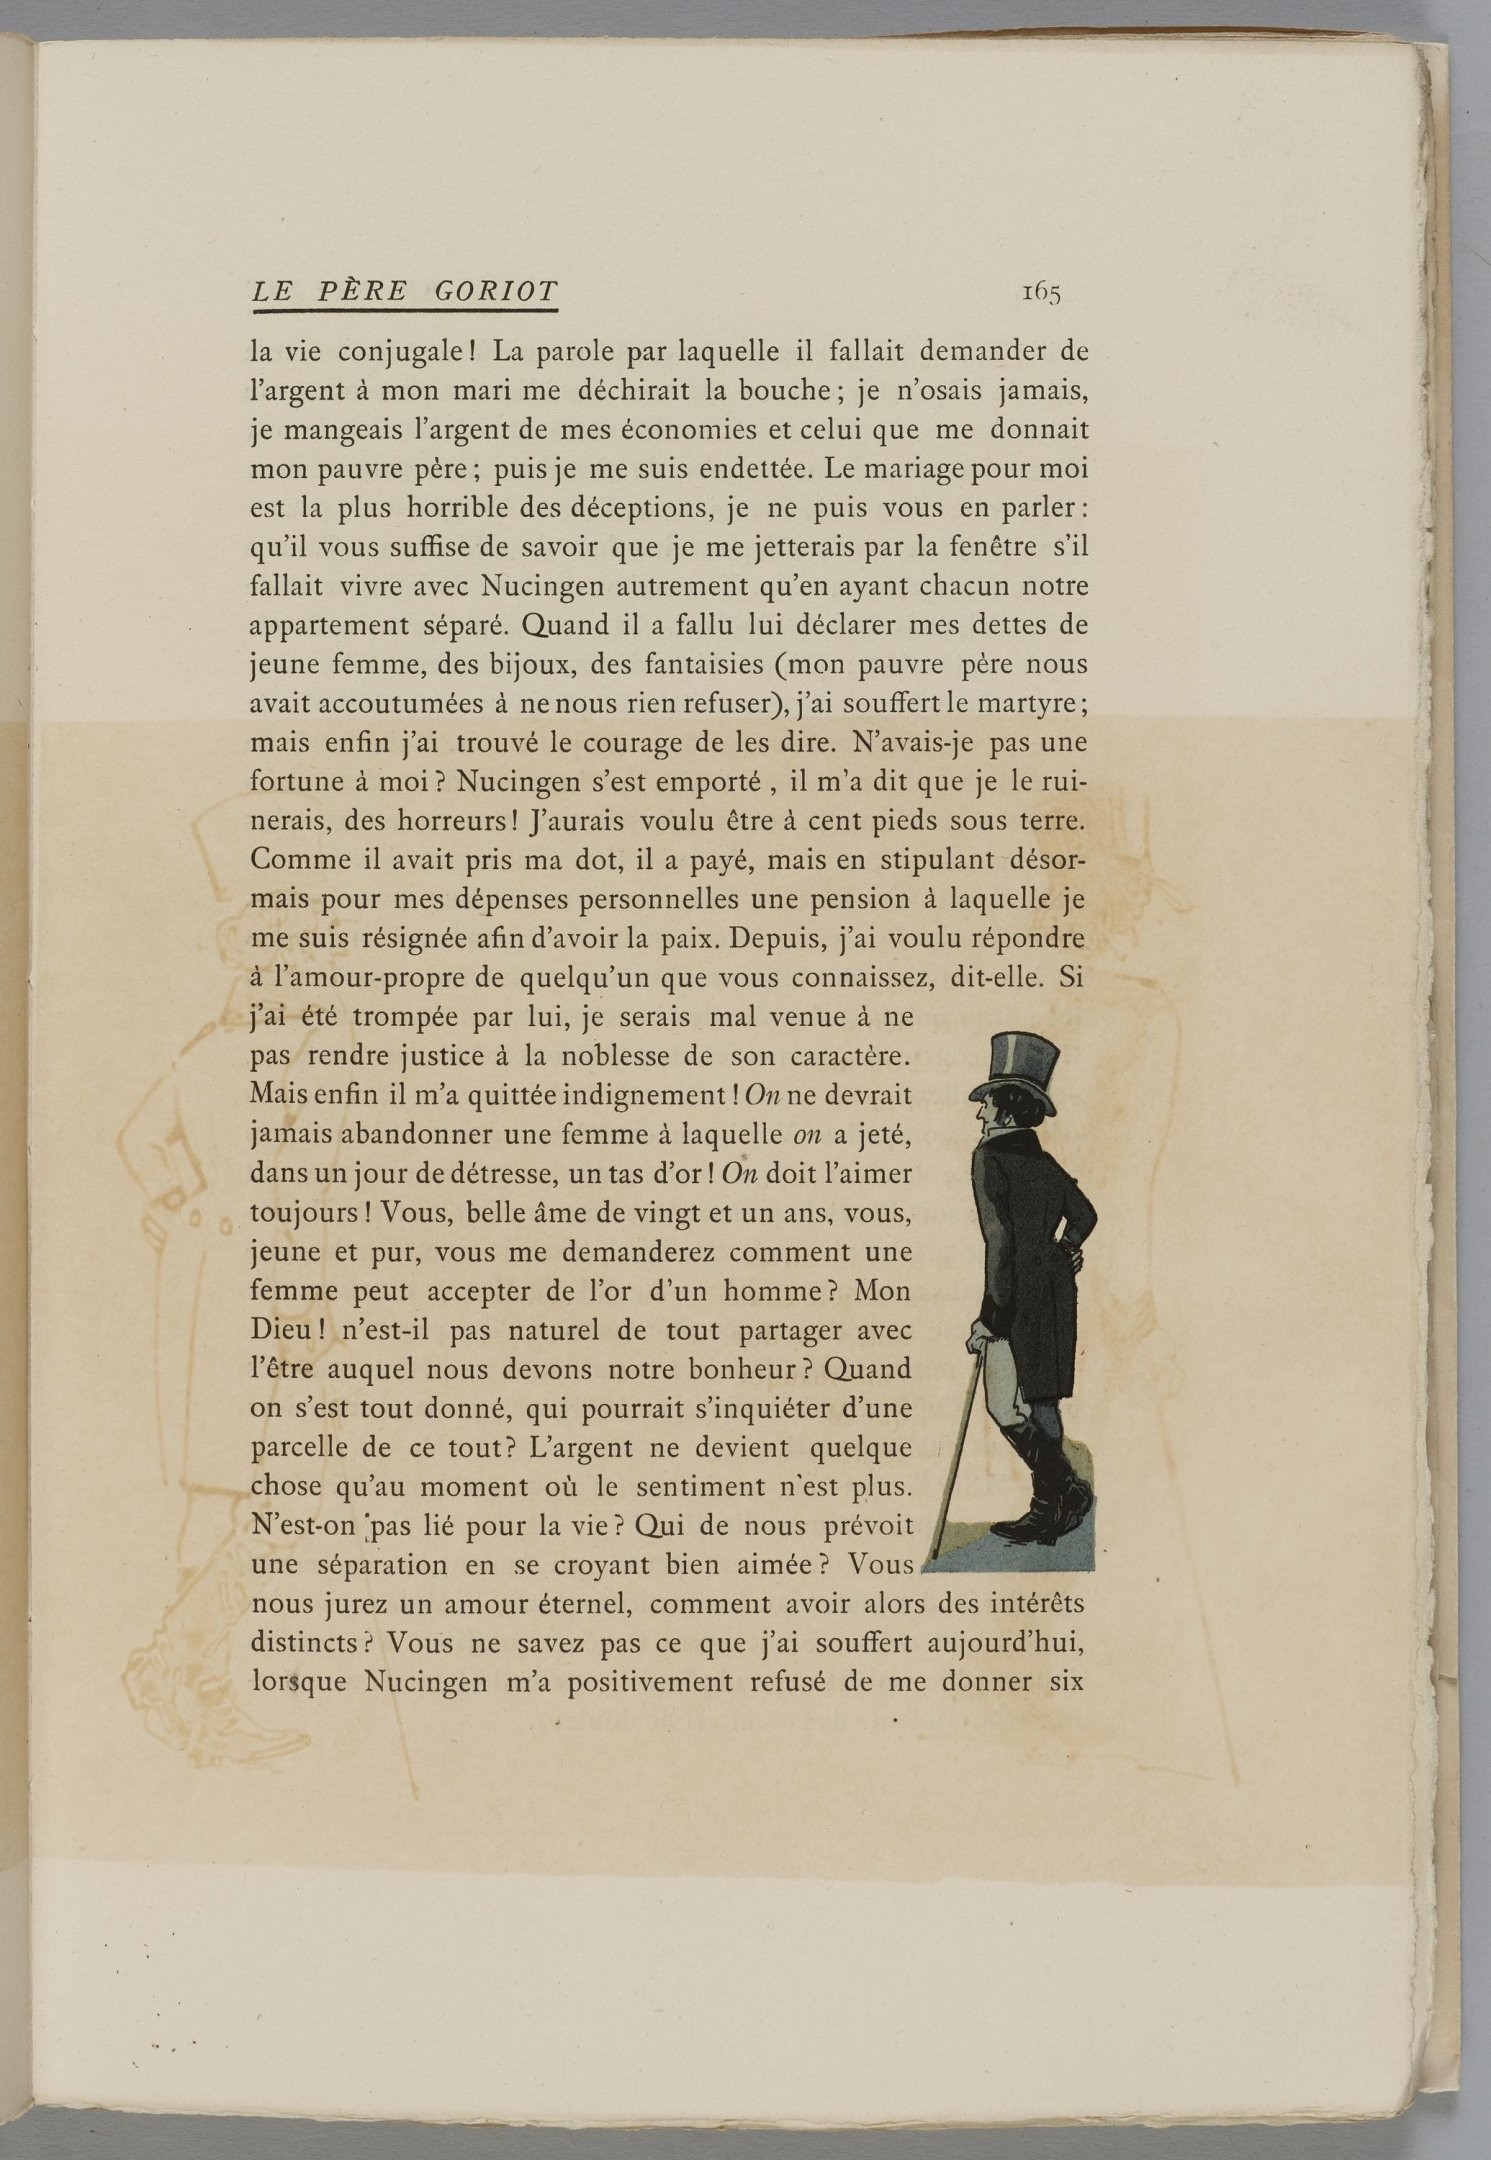 LE PÈRE GORIOT 165
la vie conjugale! La parole par laquelle il fallait demander de
l'argent à mon mari me déchirait la bouche; je n'osais jamais,
je mangeais l'argent de mes économies et celui que me donnait
mon pauvre père; puis je me suis endettée. Le mariage pour moi
est la plus horrible des déceptions, je ne puis vous en parler:
qu'il vous suffise de savoir que je me jetterais par la fenêtre s'il
fallait vivre avec Nucingen autrement qu'en ayant chacun notre
appartement séparé. Quand il a fallu lui déclarer mes dettes de
jeune femme, des bijoux, des fantaisies (mon pauvre père nous
avait accoutumées à ne nous rien refuser), j'ai souffert le martyre;
mais enfin j'ai trouvé le courage de les dire. N'avais-je pas une
fortune à moi? Nucingen s'est emporté, il m'a dit que je le rui-
nerais, des horreurs! J'aurais voulu être à cent pieds sous terre.
Comme il avait pris ma dot, il a payé, mais en stipulant désor-
mais pour mes dépenses personnelles une pension à laquelle je
me suis résignée afin d'avoir la paix. Depuis, j'ai voulu répondre
à l'amour-propre de quelqu'un que vous connaissez, dit-elle. Si
j'ai été trompée par lui, je serais mal venue à ne
pas rendre justice à la noblesse de son caractère.
Mais enfin il m'a quittée indignement! On ne devrait
jamais abandonner une femme à laquelle on a jeté,
dans un jour de détresse, un tas d'or! On doit l'aimer
toujours! Vous, belle âme de vingt et un ans, vous,
jeune et pur, vous me demanderez comment une
femme peut accepter de l'or d'un homme? Mon
Dieu! n'est-il pas naturel de tout partager avec
l'être auquel nous devons notre bonheur? Quand
on s'est tout donné, qui pourrait s'inquiéter d'une
parcelle de ce tout? L'argent ne devient quelque
chose qu'au moment où le sentiment n'est plus.
N'est-on pas lié pour la vie? Qui de nous prévoit
une séparation en se croyant bien aimée? Vous
nous jurez un amour éternel, comment avoir alors des intérêts
distincts? Vous ne savez pas ce que j'ai souffert aujourd'hui,
lorsque Nucingen m'a positivement refusé de me donner six